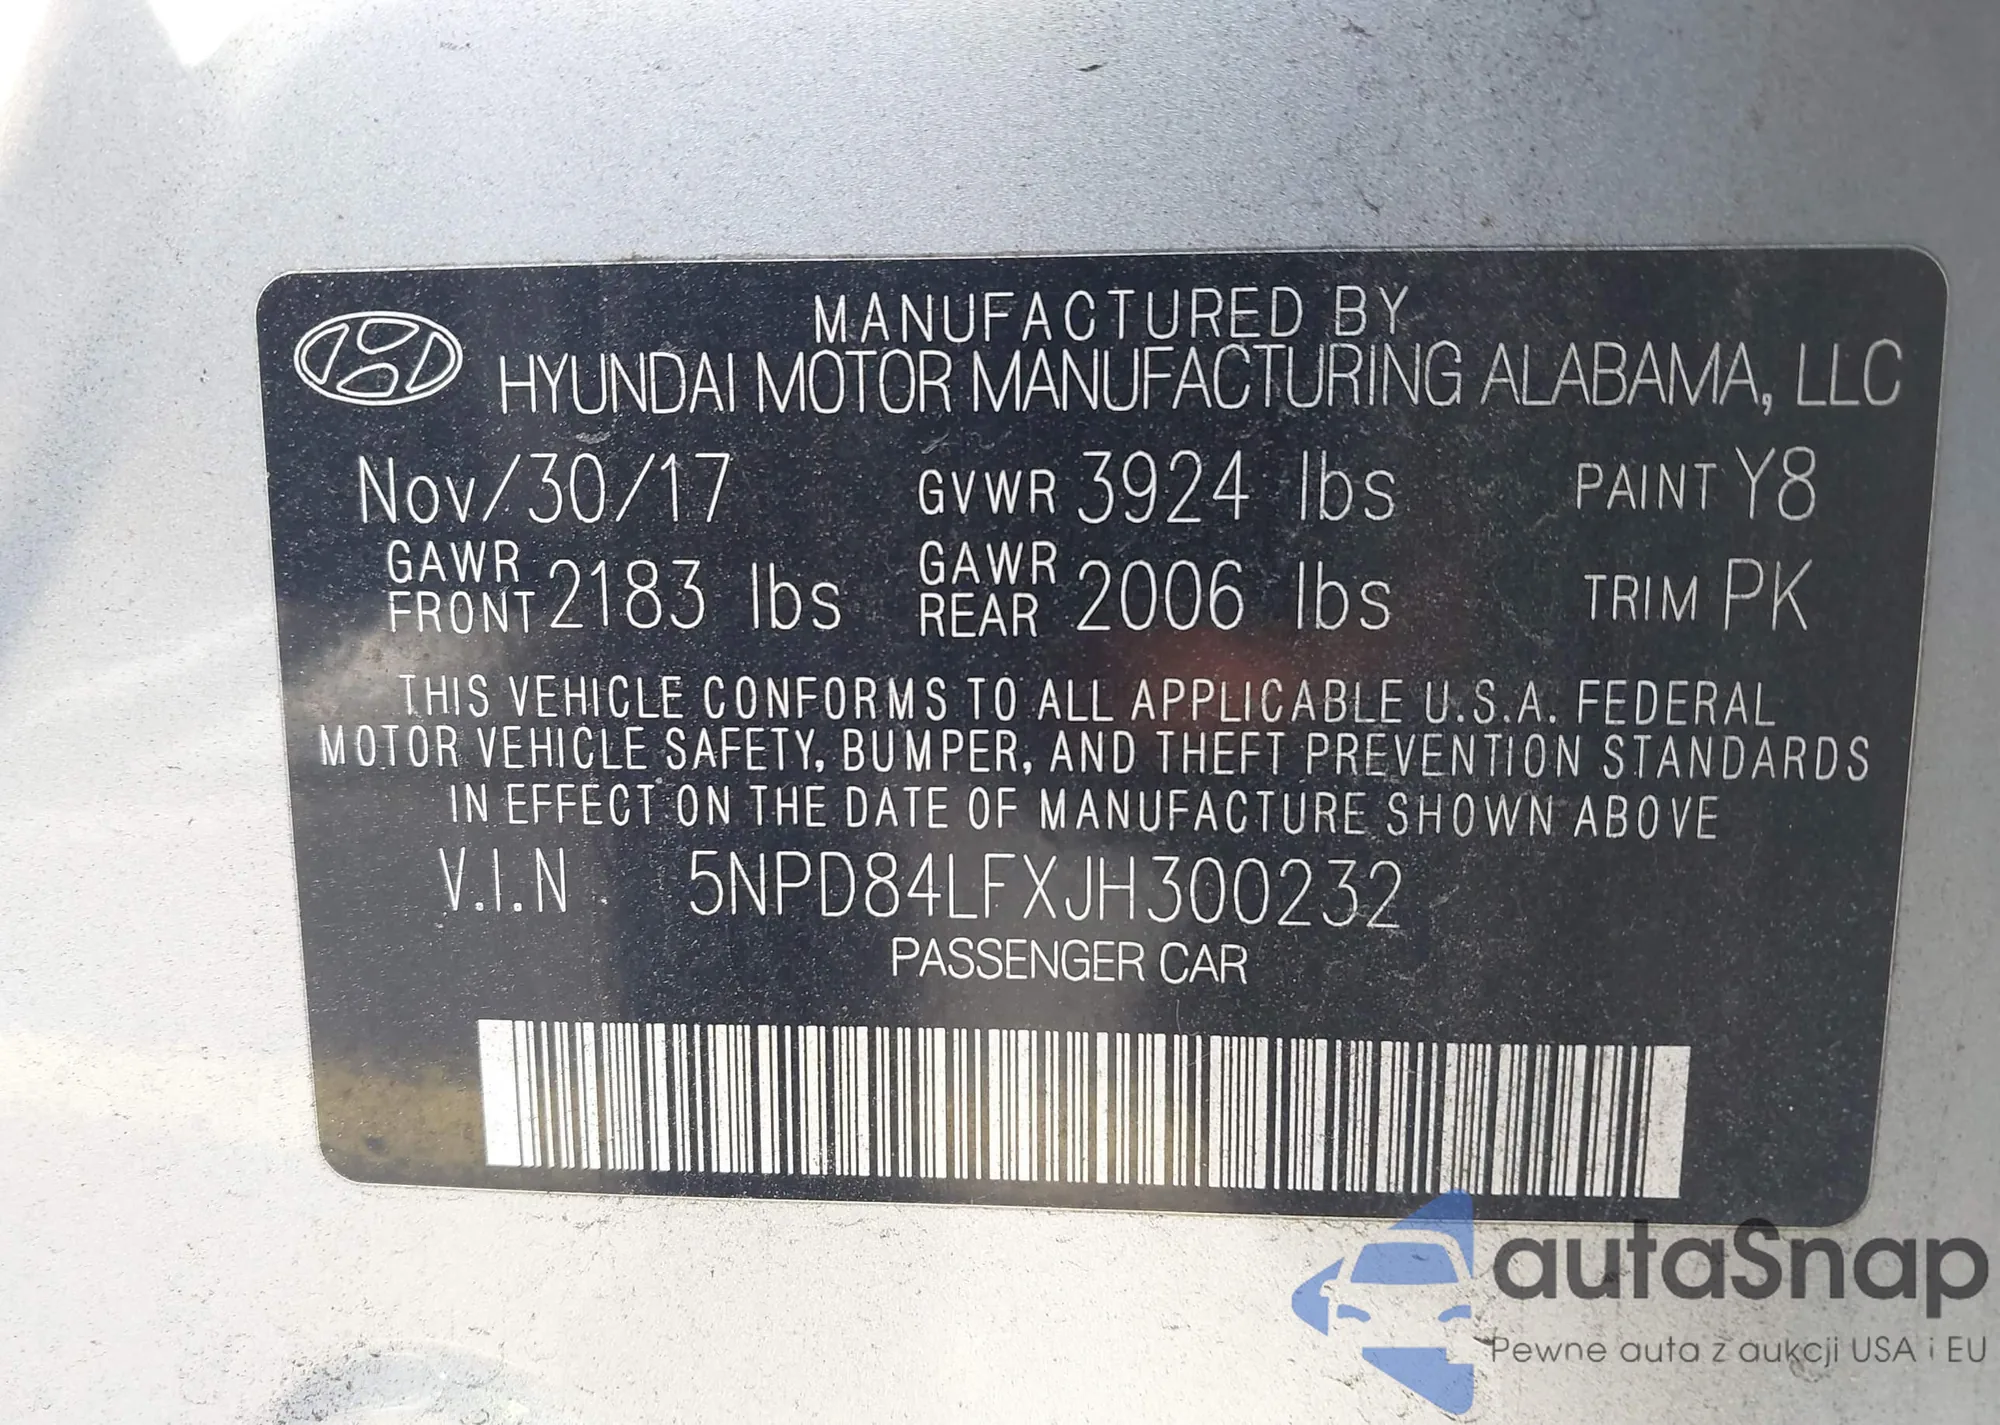 MANUFACTURED BY
HYUNDAI MOTOR MANUFACTURING ALABAMA, LLC
Nov/30/17 GVWR 3924 lbs PAINT Y8
GAWR FRONT 2183 lbs GAWR REAR 2006 lbs TRIM PK
THIS VEHICLE CONFORMS TO ALL APPLICABLE U.S.A. FEDERAL
MOTOR VEHICLE SAFETY, BUMPER, AND THEFT PREVENTION STANDARDS
IN EFFECT ON THE DATE OF MANUFACTURE SHOWN ABOVE
V.I.N 5NPD84LFXJH300232
PASSENGER CAR
autaSnap
Pewne auta z aukcji USA i EU